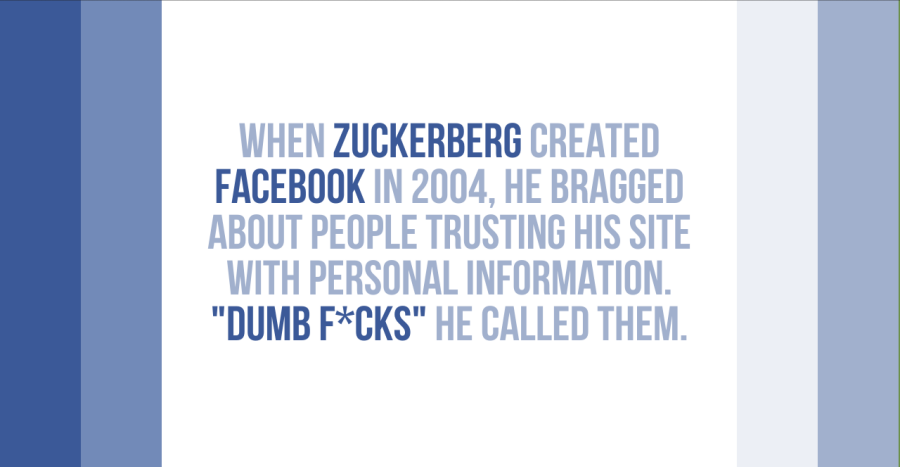 WHEN ZUCKERBERG CREATED
FACEBOOK IN 2004, HE BRAGGED
ABOUT PEOPLE TRUSTING HIS SITE
WITH PERSONAL INFORMATION.
"DUMB F*CKS" HE CALLED THEM.